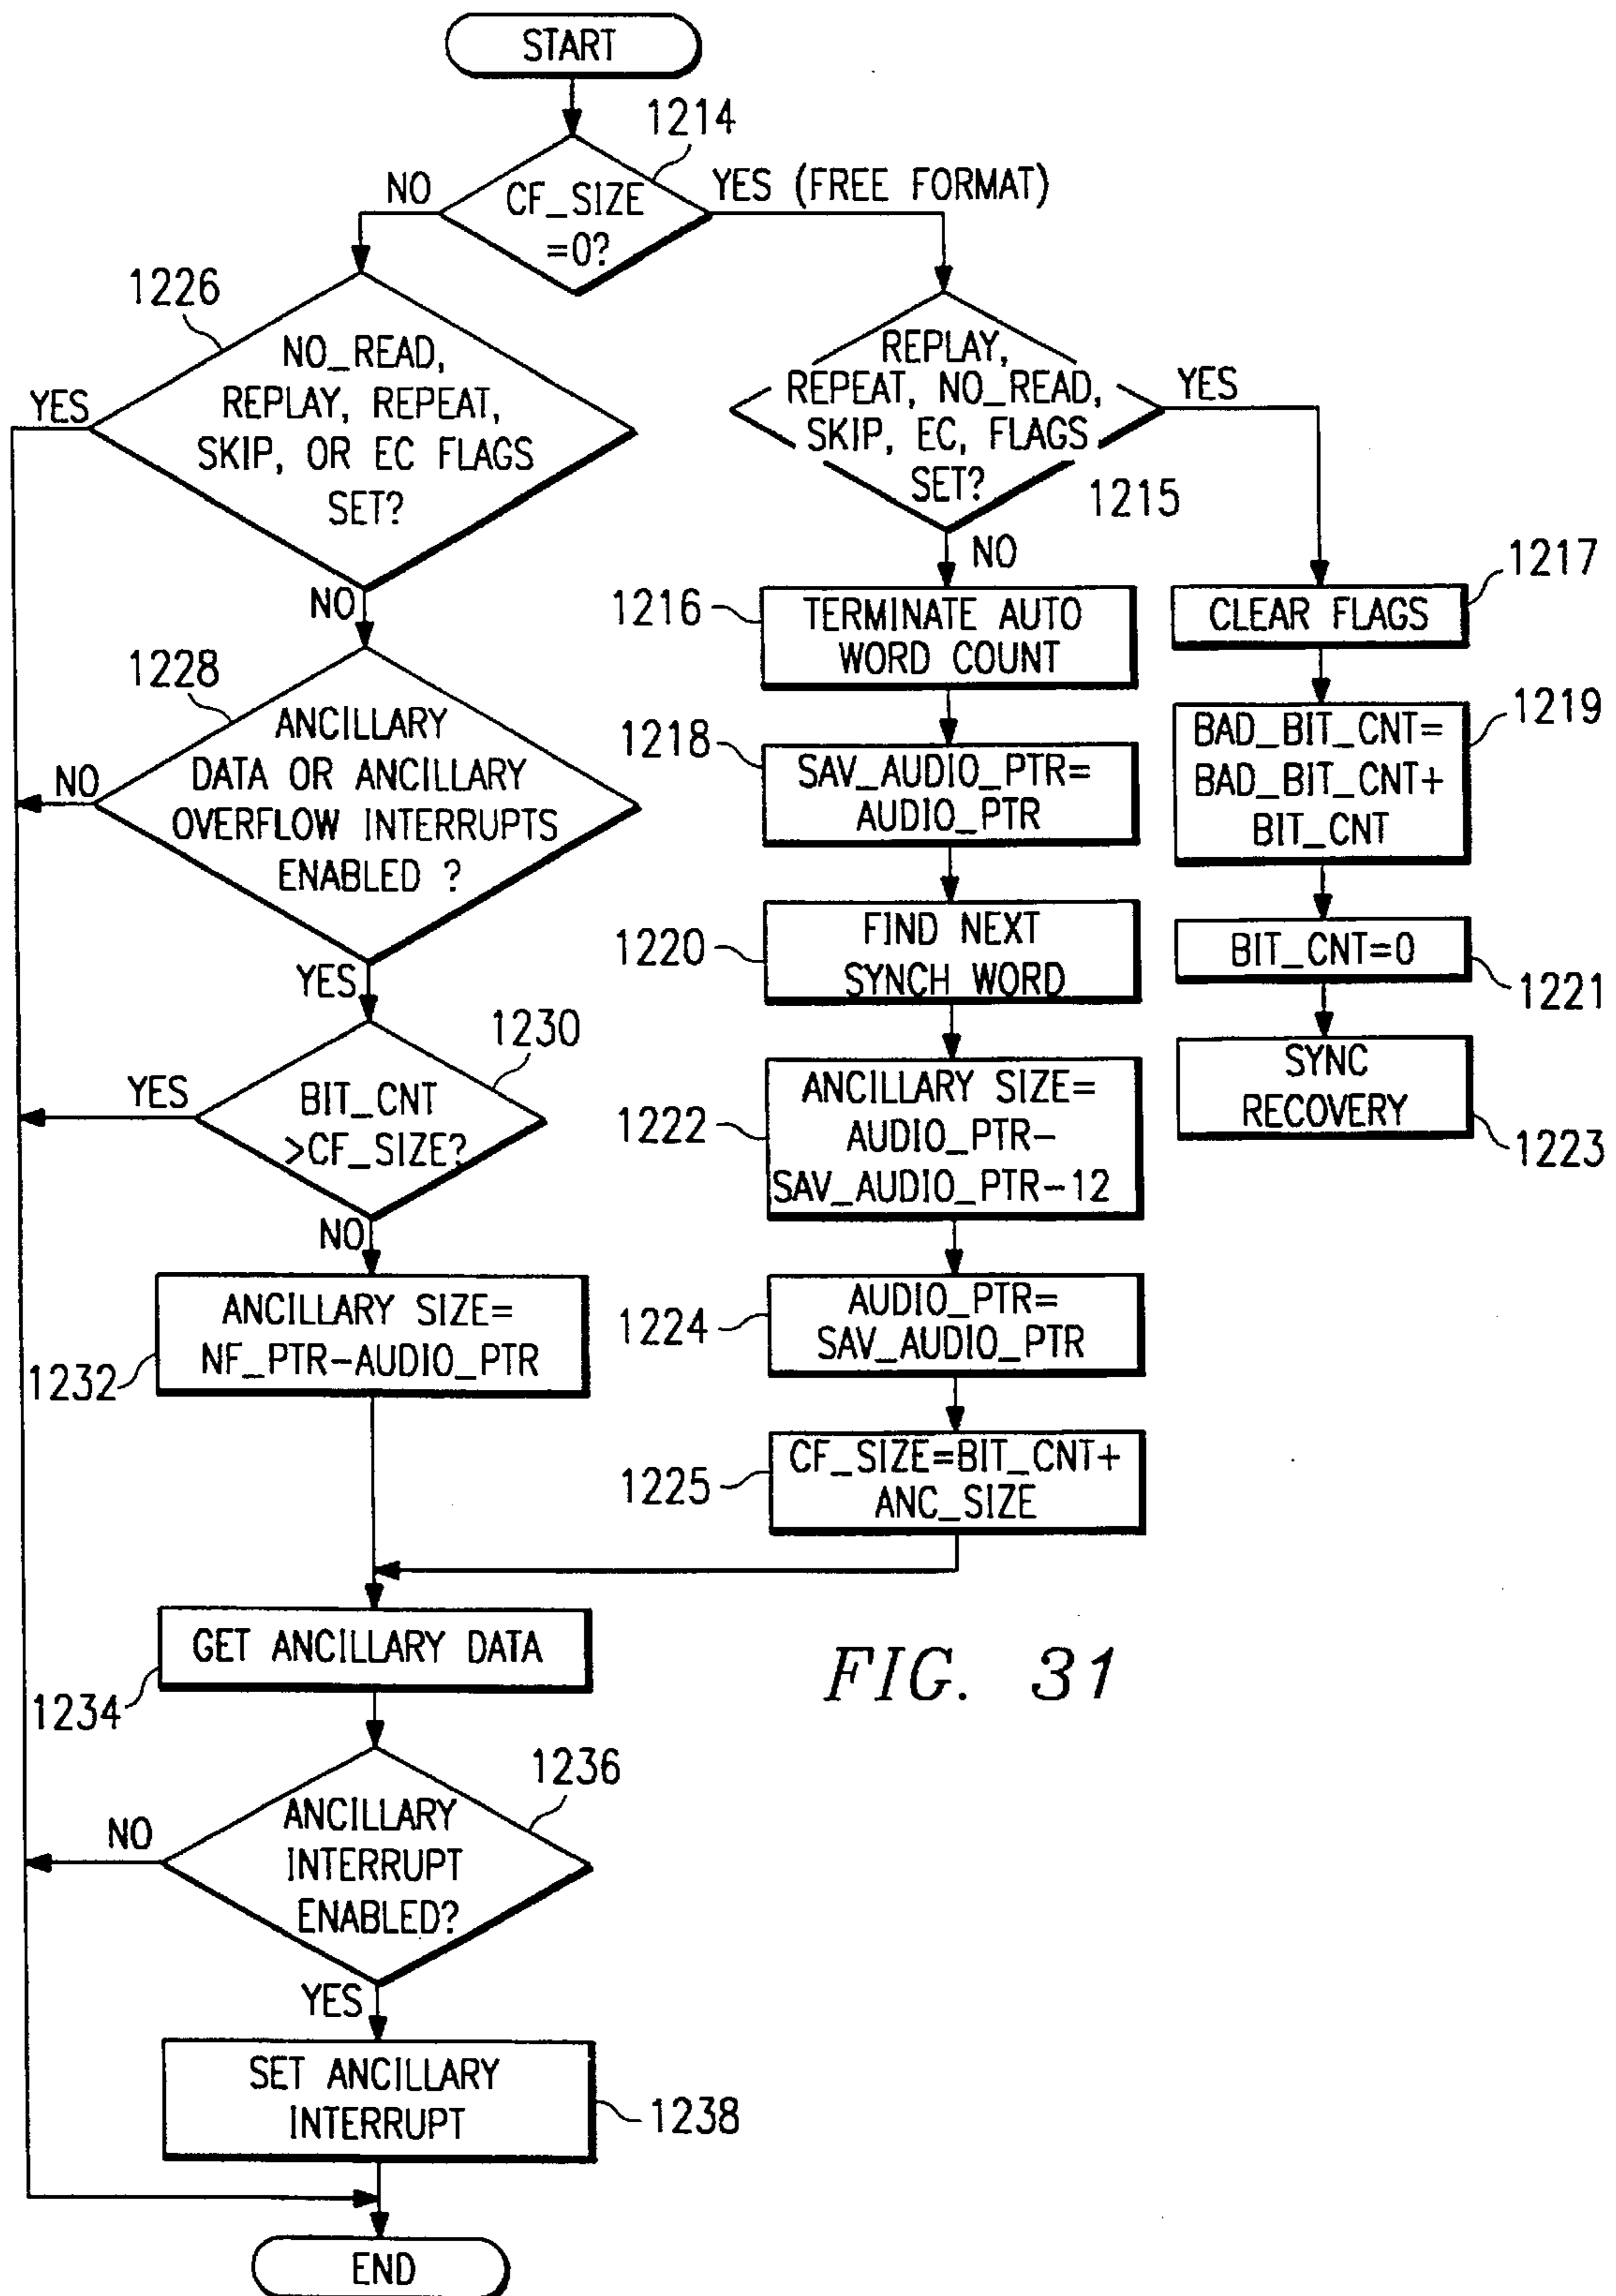 START
1214
CF_SIZE
=0?
NO
YES (FREE FORMAT)
1226
NO_READ,
REPLAY, REPEAT,
SKIP, OR EC FLAGS
SET?
YES
NO
REPLAY,
REPEAT, NO_READ,
SKIP, EC, FLAGS
SET?
1215
YES
NO
1217
CLEAR FLAGS
1216
TERMINATE AUTO
WORD COUNT
1228
ANCILLARY
DATA OR ANCILLARY
OVERFLOW INTERRUPTS
ENABLED ?
NO
YES
1218
SAV_AUDIO_PTR=
AUDIO_PTR
1219
BAD_BIT_CNT=
BAD_BIT_CNT+
BIT_CNT
1220
FIND NEXT
SYNCH WORD
BIT_CNT=0
1221
1230
BIT_CNT
>CF_SIZE?
YES
NO
1222
ANCILLARY SIZE=
AUDIO_PTR-
SAV_AUDIO_PTR-12
SYNC
RECOVERY
1223
ANCILLARY SIZE=
NF_PTR-AUDIO_PTR
1232
1224
AUDIO_PTR=
SAV_AUDIO_PTR
1225
CF_SIZE=BIT_CNT+
ANC_SIZE
GET ANCILLARY DATA
1234
FIG. 31
1236
ANCILLARY
INTERRUPT
ENABLED?
NO
YES
SET ANCILLARY
INTERRUPT
1238
END